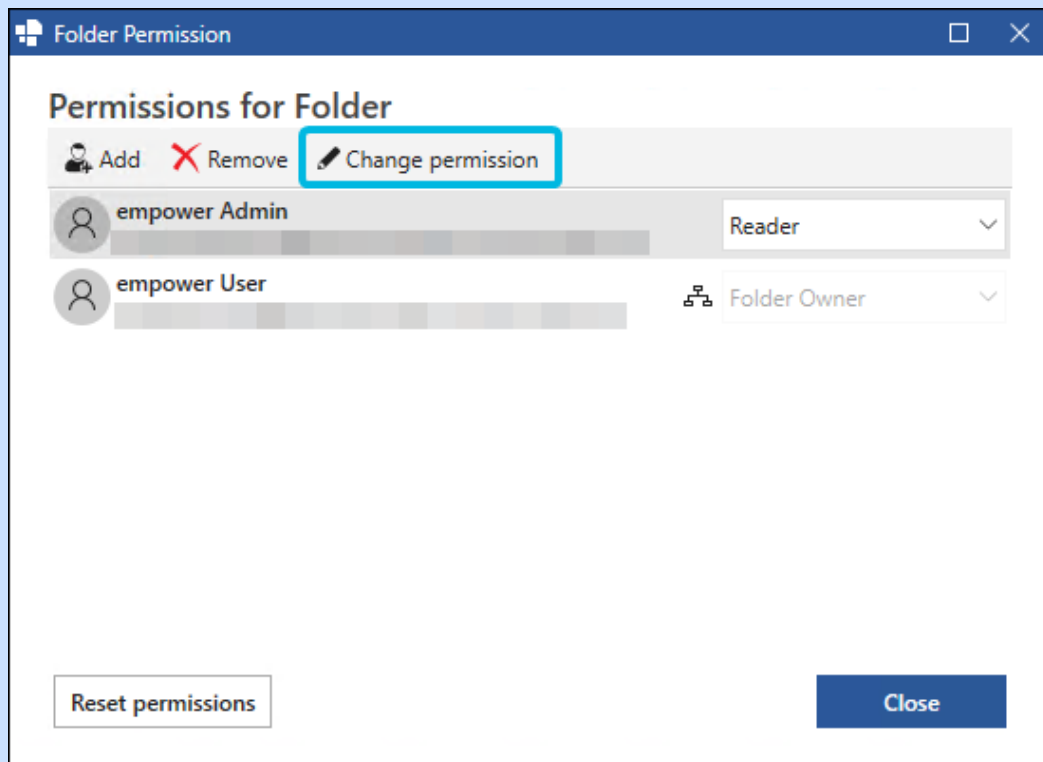 Folder Permission
Permissions for Folder
Add Remove Change permission
empower Admin
Reader
empower User
Folder Owner
Reset permissions
Close